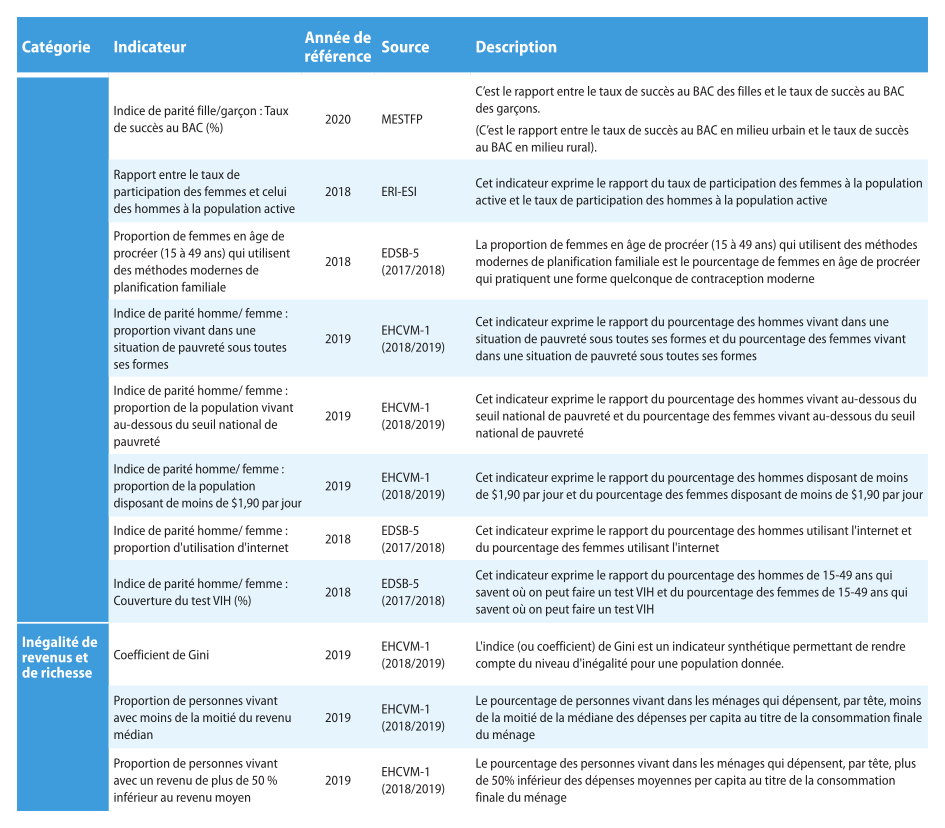 Catégorie
Indicateur
Année de
référence
Source
Description
Indice de parité fille/garçon : Taux
de succès au BAC (%)
2020
MESTFP
C’est le rapport entre le taux de succès au BAC des filles et le taux de succès au BAC
des garçons.
(C’est le rapport entre le taux de succès au BAC en milieu urbain et le taux de succès
au BAC en milieu rural).
Rapport entre le taux de
participation des femmes et celui
des hommes à la population active
2018
ERI-ESI
Cet indicateur exprime le rapport du taux de participation des femmes à la population
active et le taux de participation des hommes à la population active
Proportion de femmes en âge de
procréer (15 à 49 ans) qui utilisent
des méthodes modernes de
planification familiale
2018
EDSB-5
(2017/2018)
La proportion de femmes en âge de procréer (15 à 49 ans) qui utilisent des méthodes
modernes de planification familiale est le pourcentage de femmes en âge de procréer
qui pratiquent une forme quelconque de contraception moderne
Indice de parité homme/ femme :
proportion vivant dans une
situation de pauvreté sous toutes
ses formes
2019
EHCVM-1
(2018/2019)
Cet indicateur exprime le rapport du pourcentage des hommes vivant dans une
situation de pauvreté sous toutes ses formes et du pourcentage des femmes vivant
dans une situation de pauvreté sous toutes ses formes
Indice de parité homme/ femme :
proportion de la population vivant
au-dessous du seuil national de
pauvreté
2019
EHCVM-1
(2018/2019)
Cet indicateur exprime le rapport du pourcentage des hommes vivant au-dessous du
seuil national de pauvreté et du pourcentage des femmes vivant au-dessous du seuil
national de pauvreté
Indice de parité homme/ femme :
proportion de la population
disposant de moins de $1,90 par jour
2019
EHCVM-1
(2018/2019)
Cet indicateur exprime le rapport du pourcentage des hommes disposant de moins
de $1,90 par jour et du pourcentage des femmes disposant de moins de $1,90 par jour
Indice de parité homme/ femme :
proportion d'utilisation d'internet
2018
EDSB-5
(2017/2018)
Cet indicateur exprime le rapport du pourcentage des hommes utilisant l'internet et
du pourcentage des femmes utilisant l'internet
Indice de parité homme/ femme :
Couverture du test VIH (%)
2018
EDSB-5
(2017/2018)
Cet indicateur exprime le rapport du pourcentage des hommes de 15-49 ans qui
savent où on peut faire un test VIH et du pourcentage des femmes de 15-49 ans qui
savent où on peut faire un test VIH
Inégalité de
revenus et
de richesse
Coefficient de Gini
2019
EHCVM-1
(2018/2019)
L'indice (ou coefficient) de Gini est un indicateur synthétique permettant de rendre
compte du niveau d'inégalité pour une population donnée.
Proportion de personnes vivant
avec moins de la moitié du revenu
médian
2019
EHCVM-1
(2018/2019)
Le pourcentage de personnes vivant dans les ménages qui dépensent, par tête, moins
de la moitié de la médiane des dépenses per capita au titre de la consommation finale
du ménage
Proportion de personnes vivant
avec un revenu de plus de 50 %
inférieur au revenu moyen
2019
EHCVM-1
(2018/2019)
Le pourcentage des personnes vivant dans les ménages qui dépensent, par tête, plus
de 50% inférieur des dépenses moyennes per capita au titre de la consommation
finale du ménage